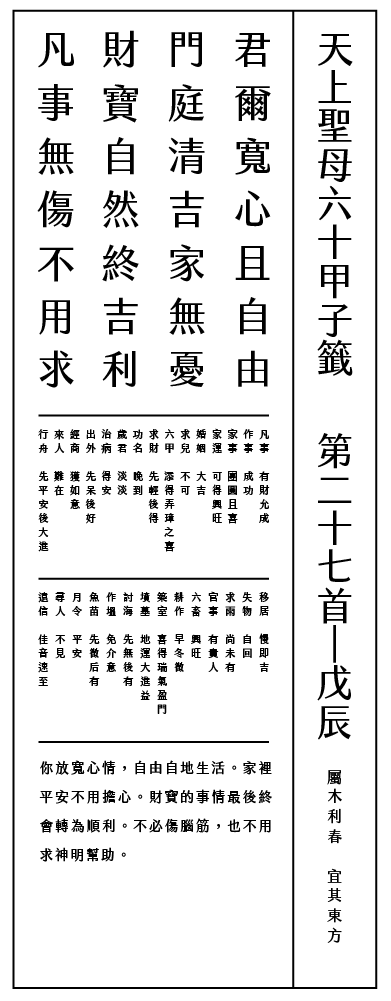 天上聖母六十甲子籤　第二十七首—戊辰
屬木利春　宜其東方
君爾寬心且自由
門庭清吉家無憂
財寶自然終吉利
凡事無傷不用求
凡事　有財允成
作事　成功
家事　團圓且喜
家運　可得興旺
婚姻　大吉
求兒　不可
六甲　添得弄璋之喜
求財　先輕後得
功名　晚到
歲君　淡淡
治病　得安
出外　先呆後好
經商　獲如意
來人　難在
行舟　先平安後大進
移居　慢即吉
失物　自回
求雨　尚未有
官事　有貴人
六畜　興旺
耕作　早冬微
築室　喜得瑞氣盈門
墳墓　地運大進益
討海　先無後有
作塭　免介意
魚苗　先微后有
月令　平安
尋人　不見
遠信　佳音速至
你放寬心情，自由自地生活。家裡
平安不用擔心。財寶的事情最後終
會轉為順利。不必傷腦筋，也不用
求神明幫助。